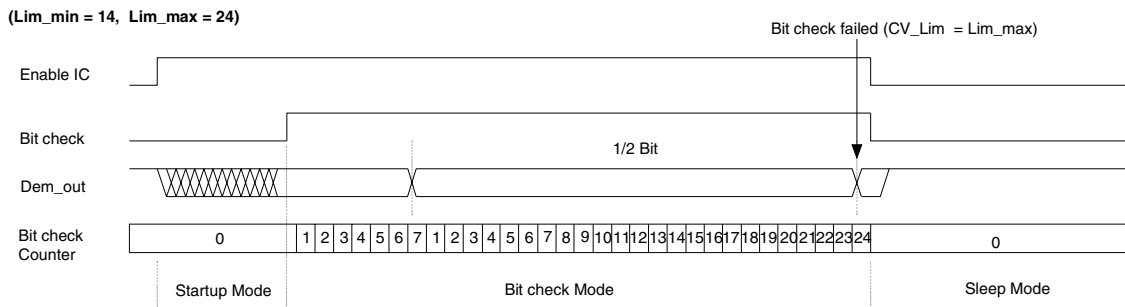 (Lim_min = 14, Lim_max = 24)
Bit check failed (CV_Lim = Lim_max)
Enable IC
Bit check
1/2 Bit
Dem_out
Bit check
Counter
0 1 2 3 4 5 6 7 1 2 3 4 5 6 7 8 9 10 11 12 13 14 15 16 17 18 19 20 21 22 23 24 0
Startup Mode Bit check Mode Sleep Mode